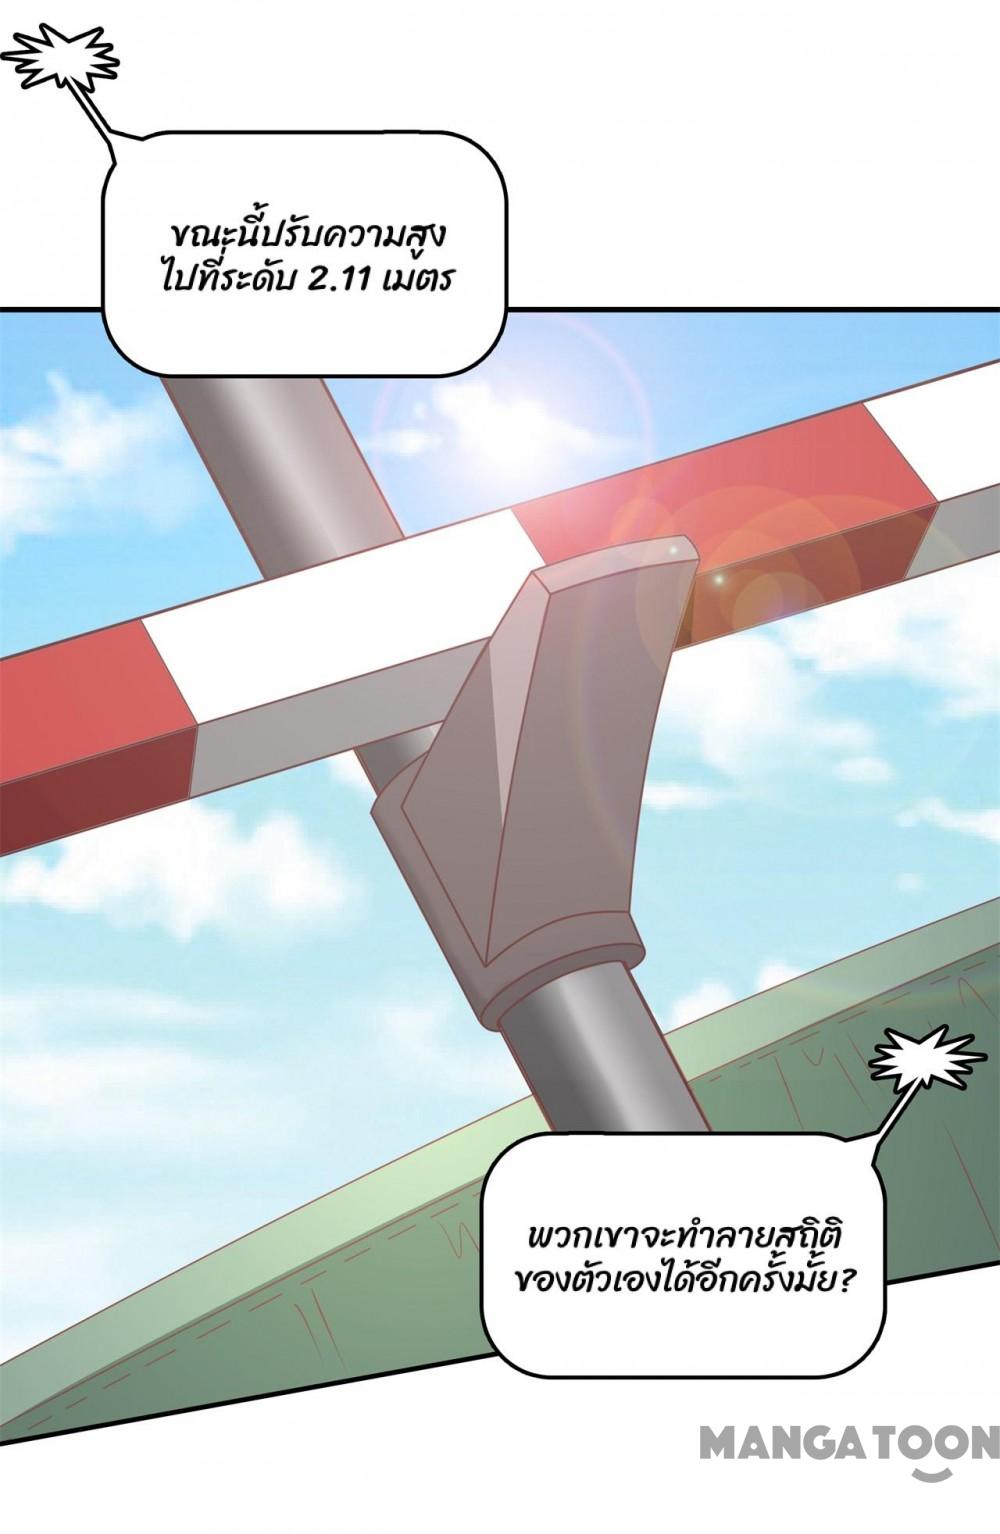 ขณะนี้ปรับความสูง
ไปที่ระดับ 2.11 เมตร
พวกเขาจะทำลายสถิติ
ของตัวเองได้อีกครั้งมั้ย?
MANGATOON